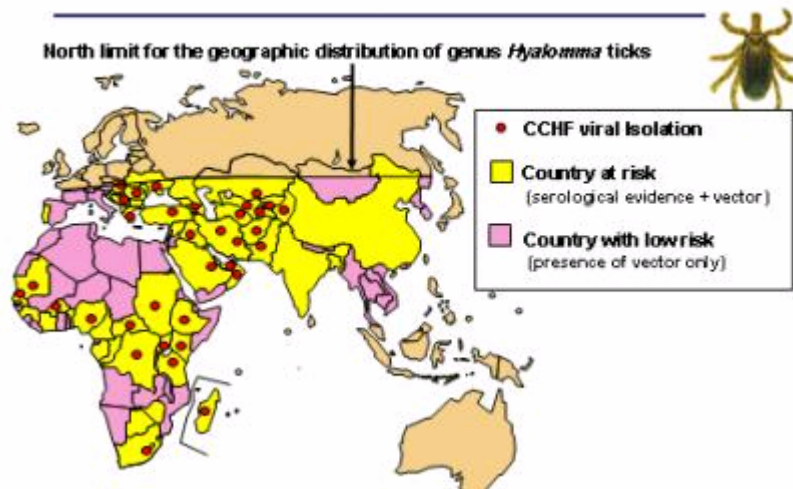 North limit for the geographic distribution of genus Hyalomma ticks
CCHF viral Isolation
Country at risk
(serological evidence + vector)
Country with low risk
(presence of vector only)